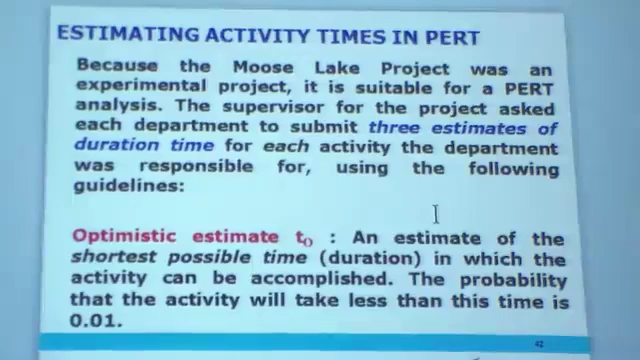 ESTIMATING ACTIVITY TIMES IN PERT
Because the Moose Lake Project was an
experimental project, it is suitable for a PERT
analysis. The supervisor for the project asked
each department to submit three estimates of
duration time for each activity the department
was responsible for, using the following
guidelines:
Optimistic estimate tO : An estimate of the
shortest possible time (duration) in which the
activity can be accomplished. The probability
that the activity will take less than this time is
0.01.
42